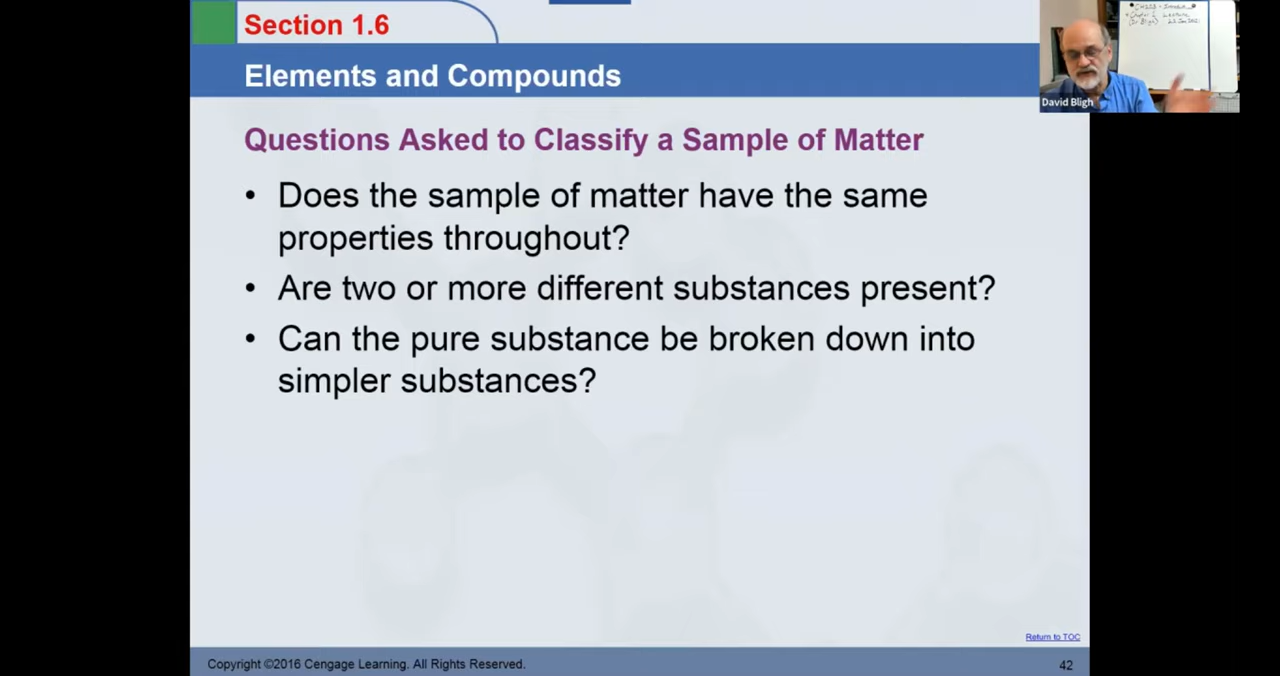 Section 1.6
Elements and Compounds
Questions Asked to Classify a Sample of Matter
• Does the sample of matter have the same
properties throughout?
• Are two or more different substances present?
• Can the pure substance be broken down into
simpler substances?
Return to TOC
Copyright ©2016 Cengage Learning. All Rights Reserved.
42
David Bligh